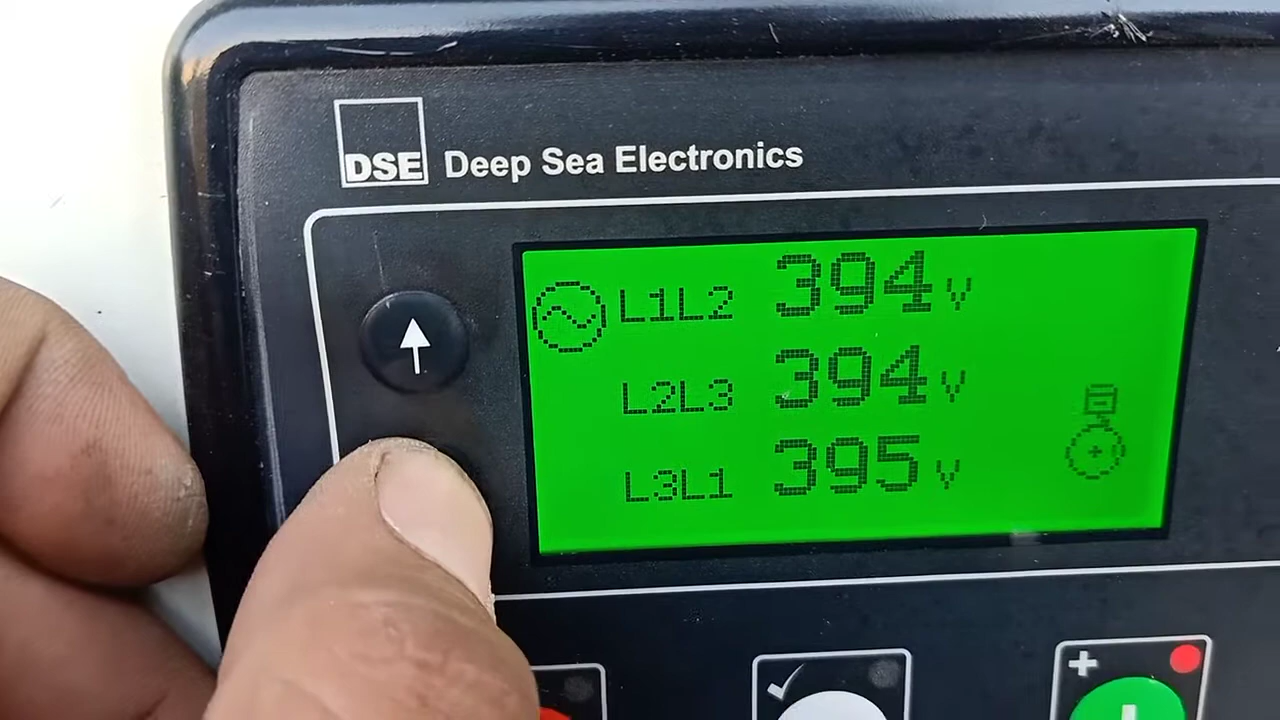 DSE Deep Sea Electronics
L1L2 394 V
L2L3 394 V
L3L1 395 V